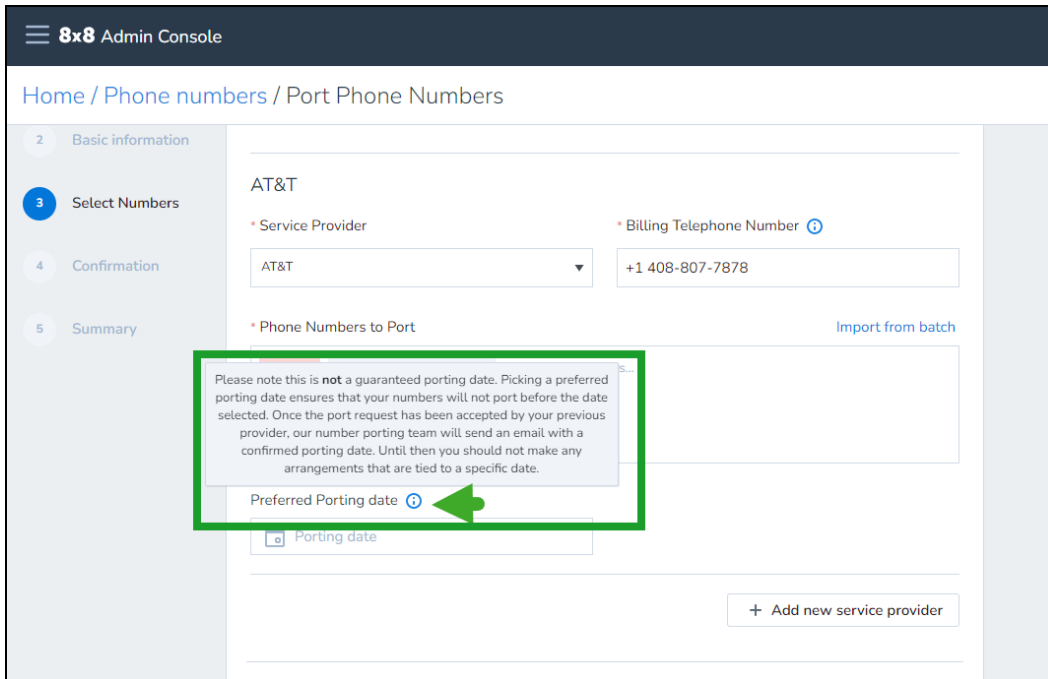 8x8 Admin Console
Home / Phone numbers / Port Phone Numbers
2 Basic information
3 Select Numbers
4 Confirmation
5 Summary
AT&T
* Service Provider
* Billing Telephone Number
AT&T
+1 408-807-7878
* Phone Numbers to Port
Import from batch
Please note this is not a guaranteed porting date. Picking a preferred
porting date ensures that your numbers will not port before the date
selected. Once the port request has been accepted by your previous
provider, our number porting team will send an email with a
confirmed porting date. Until then you should not make any
arrangements that are tied to a specific date.
Preferred Porting date
Porting date
+ Add new service provider